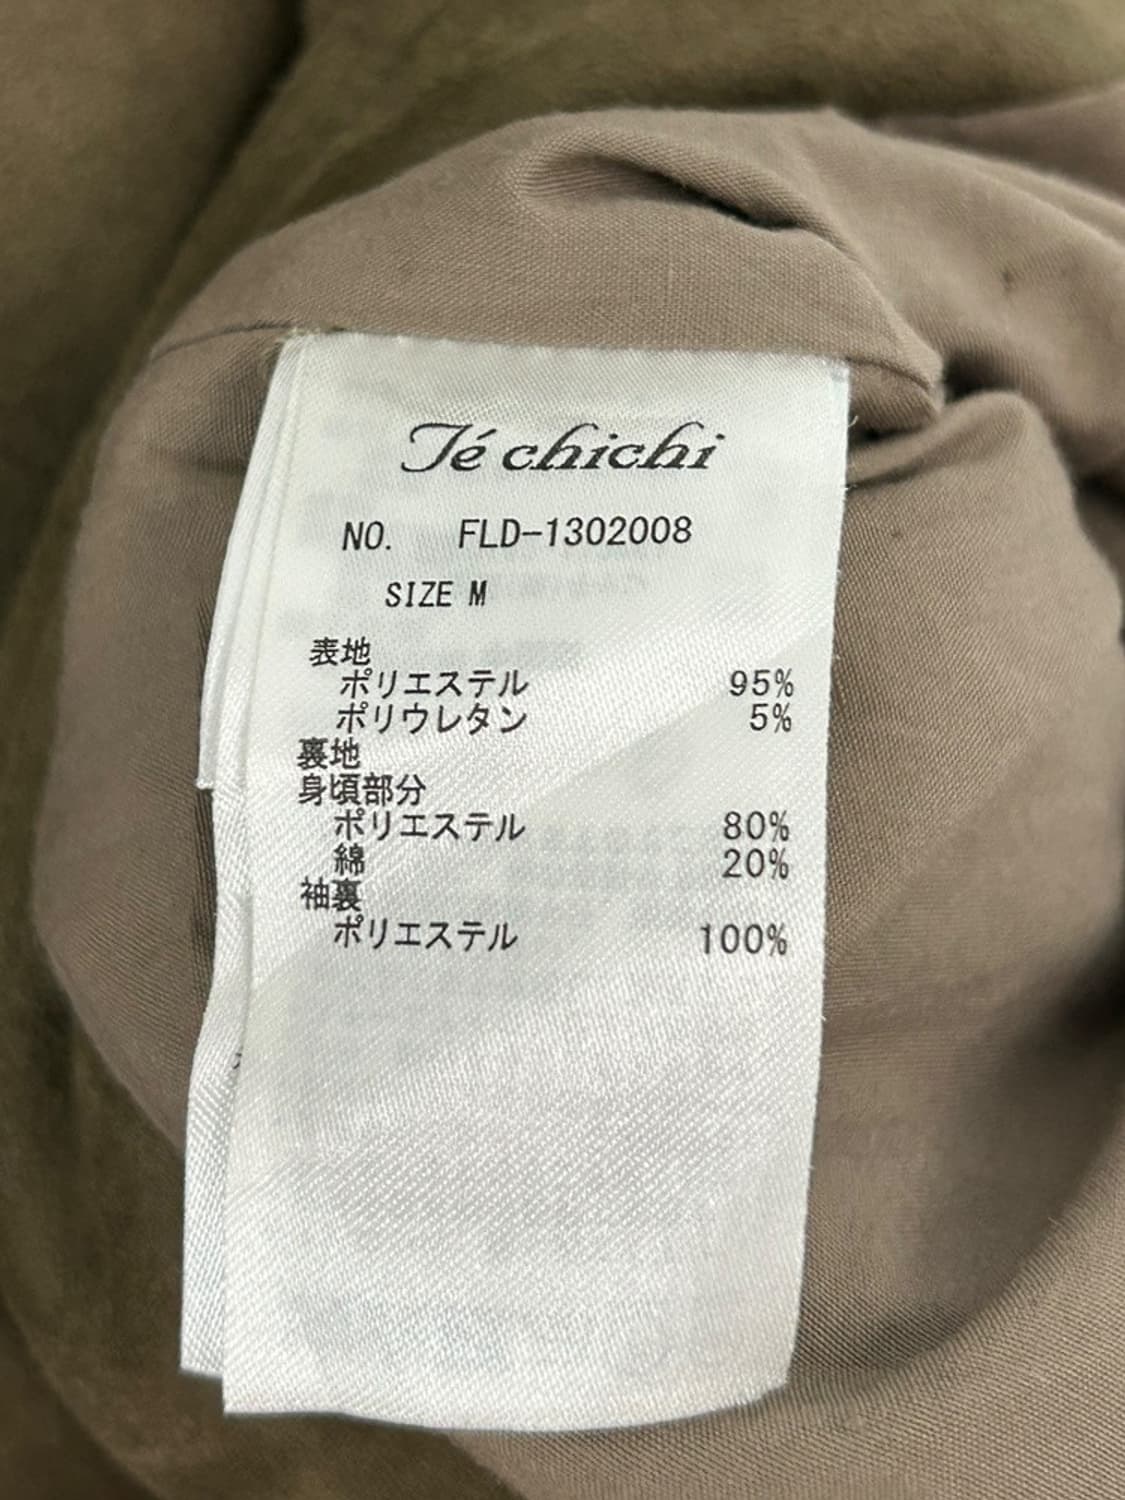 Té chichi
NO. FLD-1302008
SIZE M
表地
ポリエステル 95%
ポリウレタン 5%
裏地
身頃部分
ポリエステル 80%
綿 20%
袖裏
ポリエステル 100%